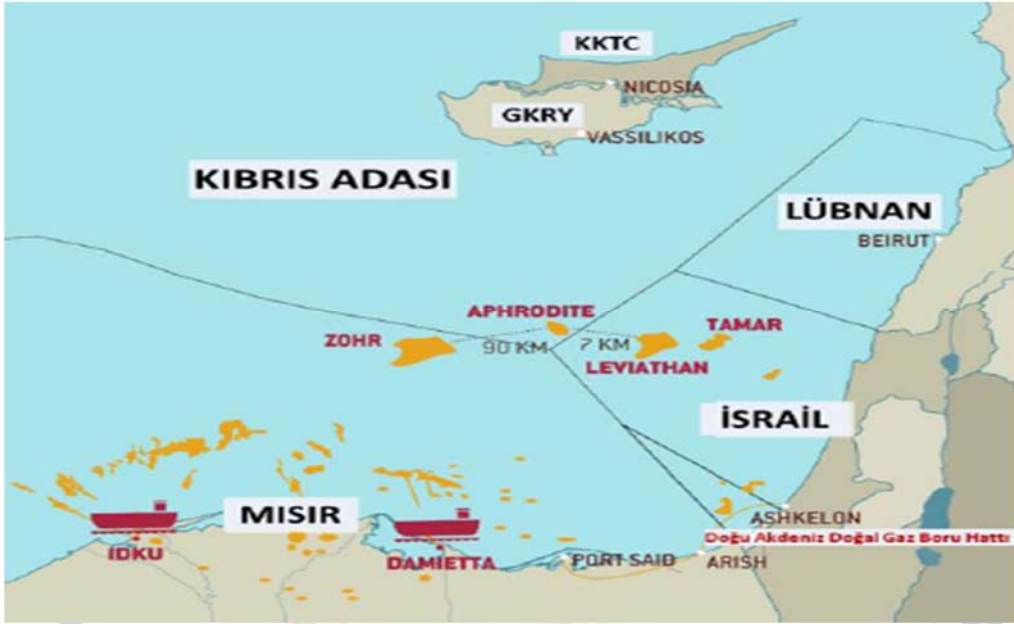 KKTC
NICOSIA
GKRY
VASSILIKOS
KIBRIS ADASI
LÜBNAN
BEIRUT
APHRODITE
TAMAR
ZOHR
90 KM
7 KM
LEVIATHAN
İSRAİL
MISIR
ASHKELON
Doğu Akdeniz Doğal Gaz Boru Hattı
IDKU
DAMIETTA
PORT SAID
ARISH